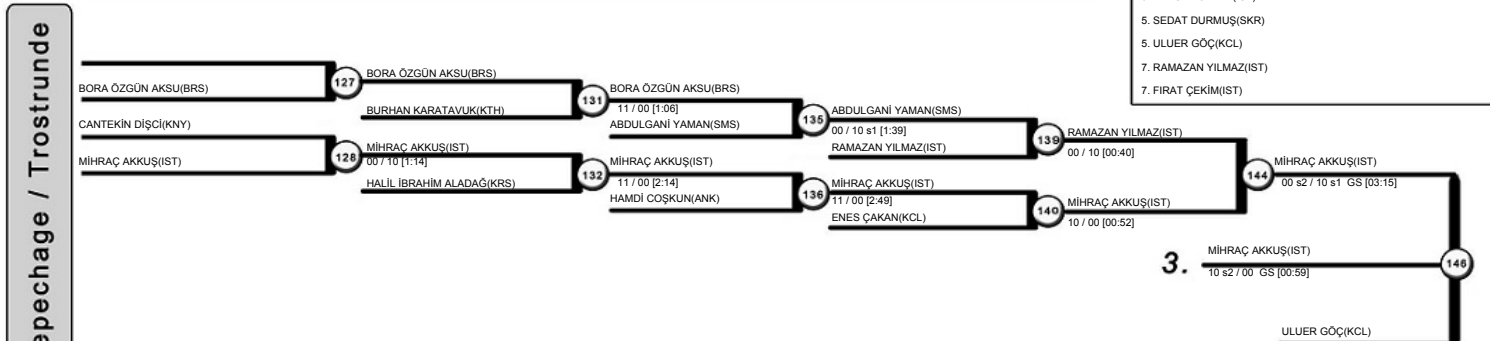 epechage / Trostrunde
5. SEDAT DURMUŞ(SKR)
5. ULUER GÖÇ(KCL)
7. RAMAZAN YILMAZ(IST)
7. FIRAT ÇEKİM(IST)
BORA ÖZGÜN AKSU(BRS)
127
CANTEKİN DİŞCİ(KNY)
MİHRAÇ AKKUŞ(IST)
128
BORA ÖZGÜN AKSU(BRS)
BURHAN KARATAVUK(KTH)
131
MİHRAÇ AKKUŞ(IST)
00 / 10 [1:14]
HALİL İBRAHİM ALADAĞ(KRS)
132
BORA ÖZGÜN AKSU(BRS)
11 / 00 [1:06]
ABDULGANİ YAMAN(SMS)
135
MİHRAÇ AKKUŞ(IST)
11 / 00 [2:14]
HAMDİ COŞKUN(ANK)
136
ABDULGANİ YAMAN(SMS)
00 / 10 s1 [1:39]
RAMAZAN YILMAZ(IST)
139
MİHRAÇ AKKUŞ(IST)
11 / 00 [2:49]
ENES ÇAKAN(KCL)
140
RAMAZAN YILMAZ(IST)
00 / 10 [00:40]
MİHRAÇ AKKUŞ(IST)
10 / 00 [00:52]
144
MİHRAÇ AKKUŞ(IST)
00 s2 / 10 s1 GS [03:15]
3.
MİHRAÇ AKKUŞ(IST)
10 s2 / 00 GS [00:59]
146
ULUER GÖÇ(KCL)